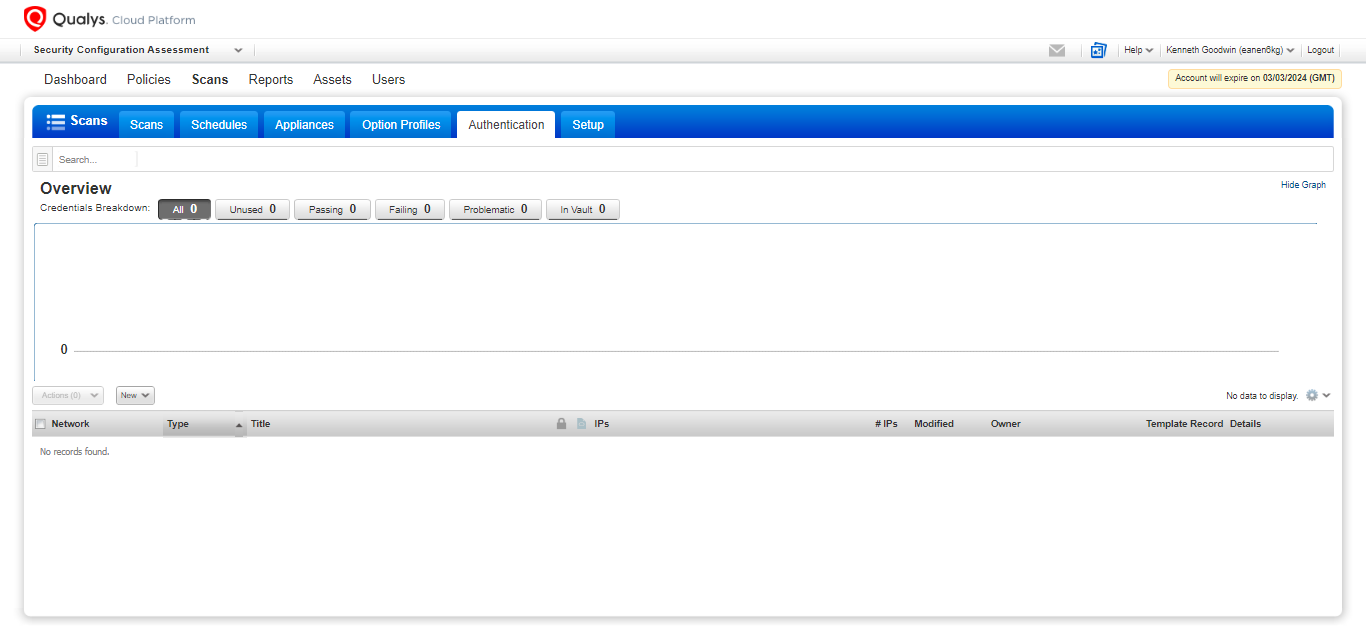 Qualys. Cloud Platform
Security Configuration Assessment
Help
Kenneth Goodwin (eanen6kg)
Logout
Dashboard Policies Scans Reports Assets Users
Account will expire on 03/03/2024 (GMT)
Scans
Scans Schedules Appliances Option Profiles Authentication Setup
Search...
Overview
Hide Graph
Credentials Breakdown: All 0 Unused 0 Passing 0 Failing 0 Problematic 0 In Vault 0
0
Actions (0) New No data to display.
Network Type Title IPs # IPs Modified Owner Template Record Details
No records found.